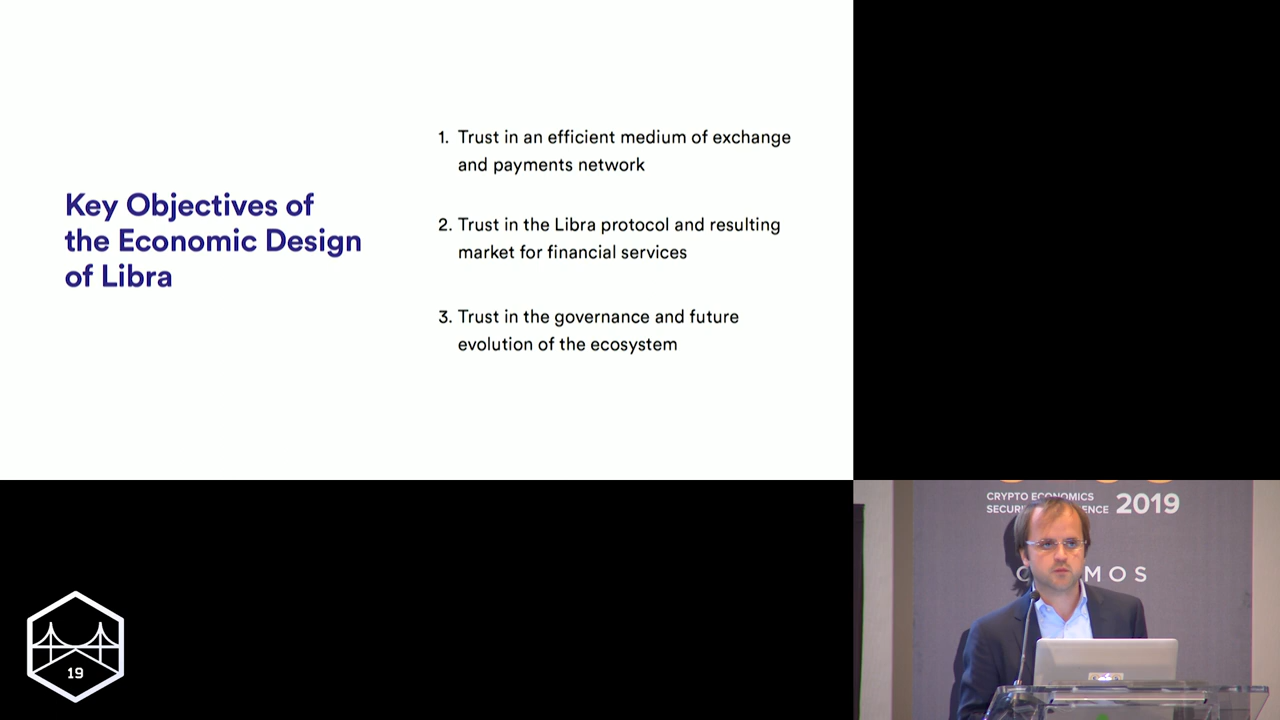 Key Objectives of
the Economic Design
of Libra
1. Trust in an efficient medium of exchange
and payments network
2. Trust in the Libra protocol and resulting
market for financial services
3. Trust in the governance and future
evolution of the ecosystem
CRYPTO ECONOMICS
2019
19